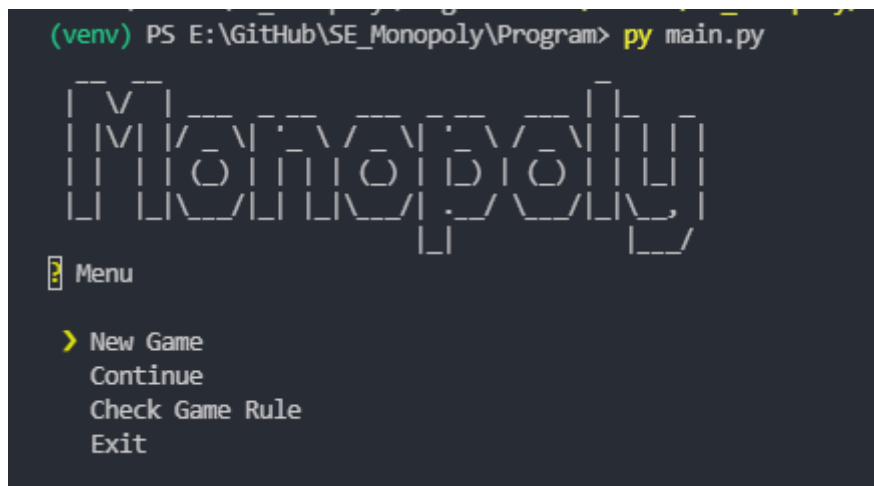 (venv) PS E:\GitHub\SE_Monopoly\Program> py main.py
Monopoly
? Menu
❯ New Game
Continue
Check Game Rule
Exit